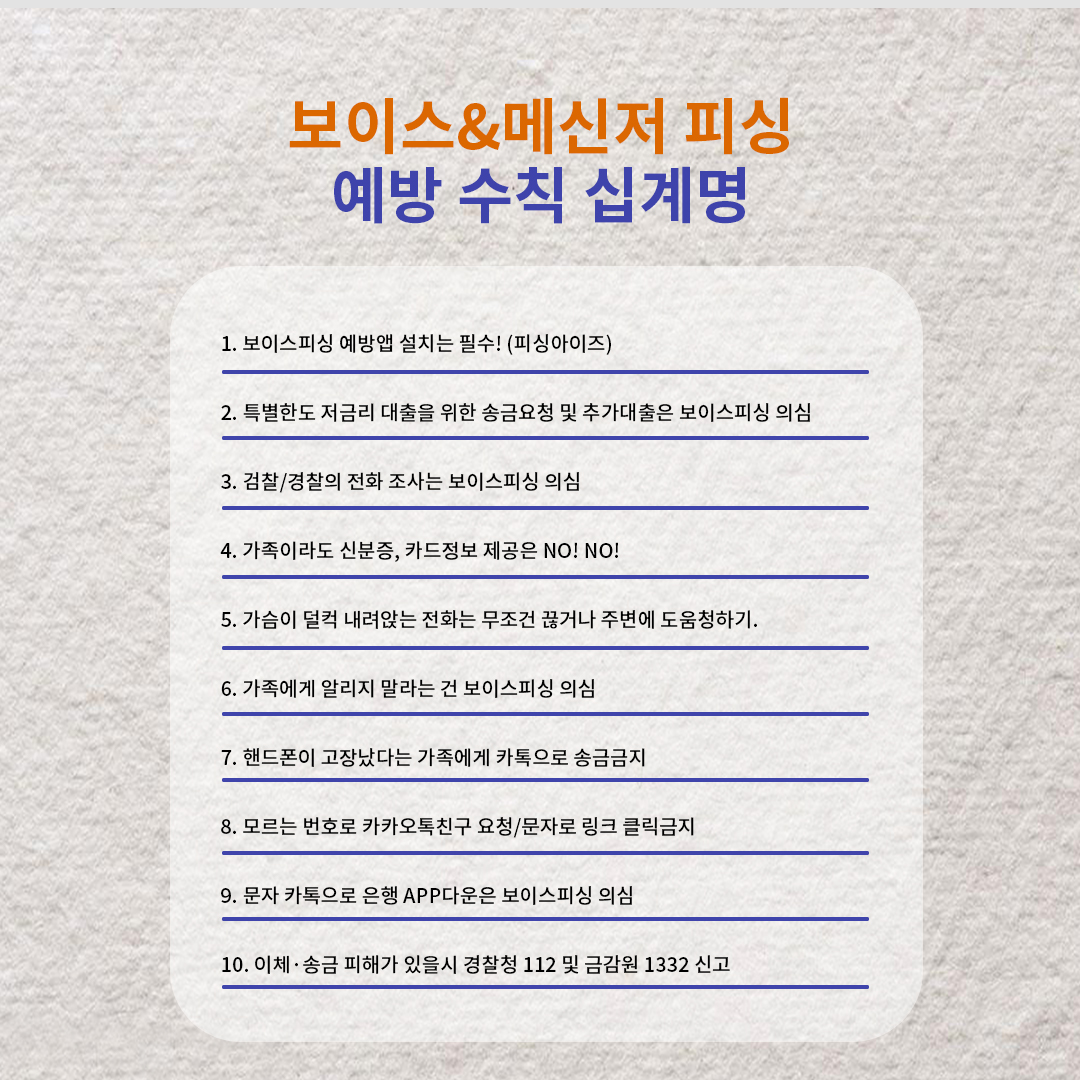 보이스&메신저 피싱
예방 수칙 십계명
1. 보이스피싱 예방앱 설치는 필수! (피싱아이즈)
2. 특별한도 저금리 대출을 위한 송금요청 및 추가대출은 보이스피싱 의심
3. 검찰/경찰의 전화 조사는 보이스피싱 의심
4. 가족이라도 신분증, 카드정보 제공은 NO! NO!
5. 가슴이 덜컥 내려앉는 전화는 무조건 끊거나 주변에 도움청하기.
6. 가족에게 알리지 말라는 건 보이스피싱 의심
7. 핸드폰이 고장났다는 가족에게 카톡으로 송금금지
8. 모르는 번호로 카카오톡친구 요청/문자로 링크 클릭금지
9. 문자 카톡으로 은행 APP다운은 보이스피싱 의심
10. 이체·송금 피해가 있을시 경찰청 112 및 금감원 1332 신고